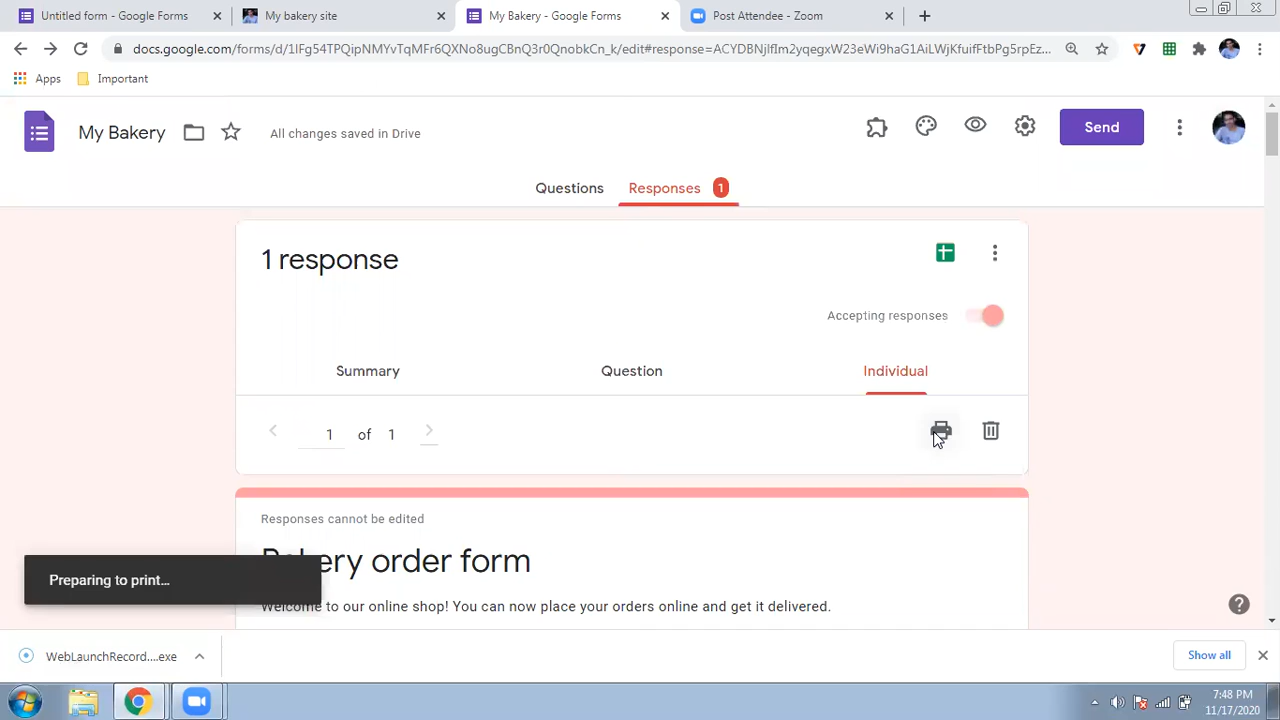 Untitled form - Google Forms
My bakery site
My Bakery - Google Forms
Post Attendee - Zoom
docs.google.com/forms/d/1IFg54TPQipNMYvTqMFr6QXNo8ugCBnQ3r0QnobkCn_k/edit#response=ACYDBNjIfIm2yqegxW23eWi9haG1AiLWjKfuifFtbPg5rpEz...
Apps
Important
My Bakery
All changes saved in Drive
Send
Questions
Responses 1
1 response
Accepting responses
Summary
Question
Individual
1 of 1
Responses cannot be edited
Bakery order form
Preparing to print...
Welcome to our online shop! You can now place your orders online and get it delivered.
WebLaunchRecord....exe
Show all
7:48 PM
11/17/2020